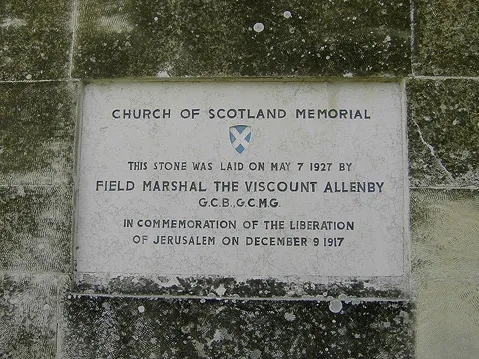 CHURCH OF SCOTLAND MEMORIAL
THIS STONE WAS LAID ON MAY 7 1927 BY
FIELD MARSHAL THE VISCOUNT ALLENBY
G.C.B., G.C.M.G.
IN COMMEMORATION OF THE LIBERATION
OF JERUSALEM ON DECEMBER 9 1917